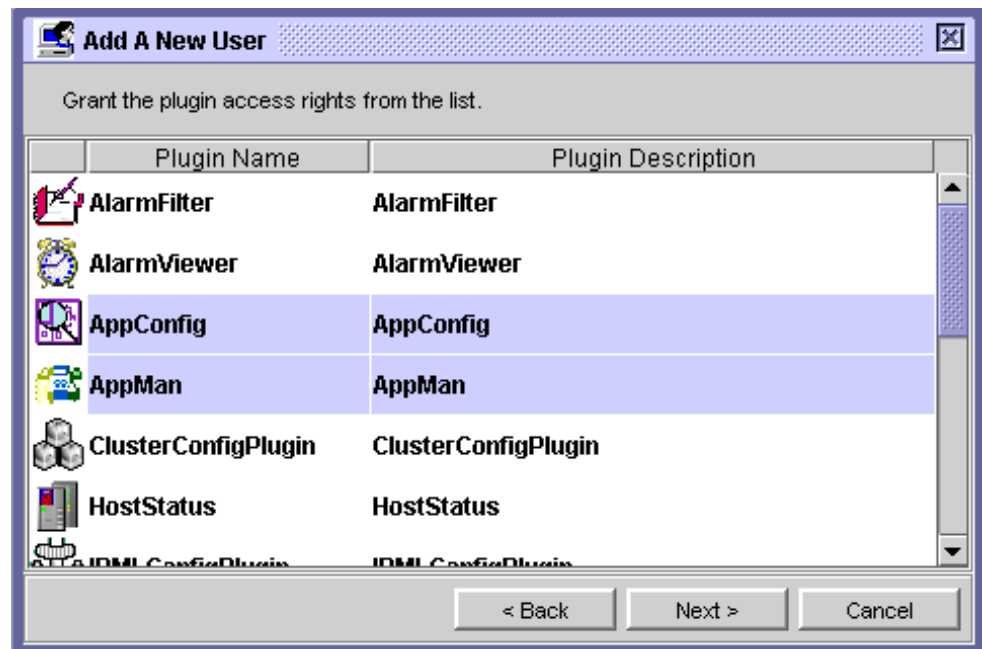 Add A New User
Grant the plugin access rights from the list.
Plugin Name Plugin Description
AlarmFilter AlarmFilter
AlarmViewer AlarmViewer
AppConfig AppConfig
AppMan AppMan
ClusterConfigPlugin ClusterConfigPlugin
HostStatus HostStatus
< Back Next > Cancel